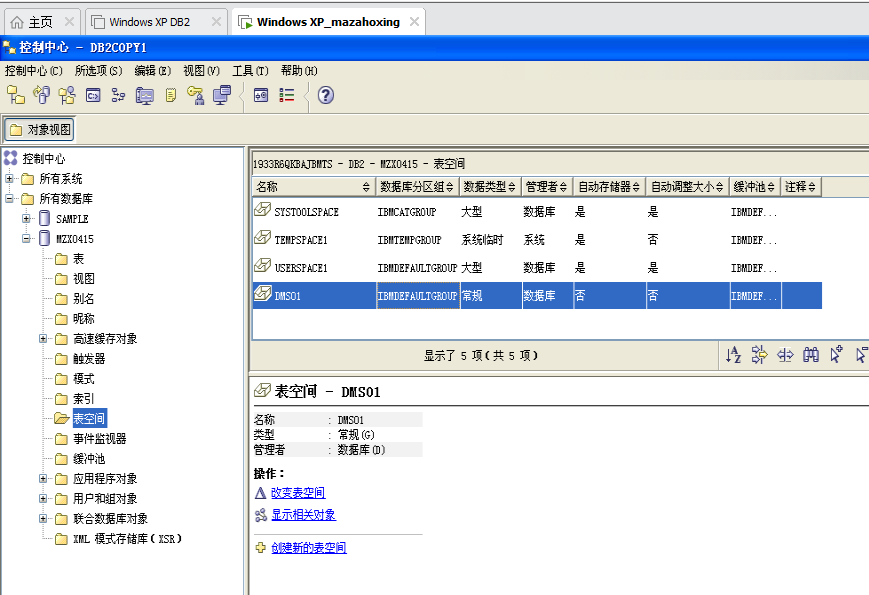 主页 Windows XP DB2 Windows XP_mazahoxing
控制中心 - DB2COPY1
控制中心(C) 所选项(S) 编辑(E) 视图(V) 工具(T) 帮助(H)
对象视图
控制中心
所有系统
所有数据库
SAMPLE
MZX0415
表
视图
别名
昵称
高速缓存对象
触发器
模式
索引
表空间
事件监视器
缓冲池
应用程序对象
用户和组对象
联合数据库对象
XML 模式存储库(XSR)
1933R6QKBAJBMTS - DB2 - MZX0415 - 表空间
名称 数据库分区组 数据类型 管理者 自动存储器 自动调整大小 缓冲池 注释
SYSTOOLSPACE IBMCATGROUP 大型 数据库 是 是 IBMDEF...
TEMPSPACE1 IBMTEMPGROUP 系统临时 系统 是 否 IBMDEF...
USERSPACE1 IBMDEFAULTGROUP 大型 数据库 是 是 IBMDEF...
DMS01 IBMDEFAULTGROUP 常规 数据库 否 否 IBMDEF...
显示了 5 项(共 5 项)
表空间 - DMS01
名称 : DMS01
类型 : 常规(G)
管理者 : 数据库(D)
操作：
改变表空间
显示相关对象
创建新的表空间